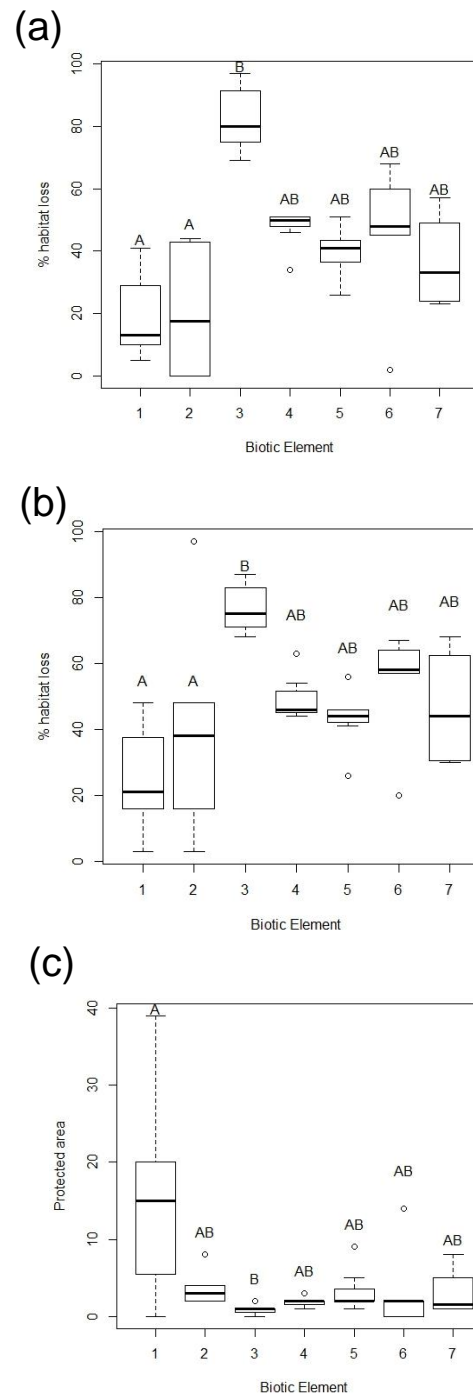 (a)
% habitat loss
100
80
60
40
20
0
A
A
B
AB
AB
AB
AB
1 2 3 4 5 6 7
Biotic Element
(b)
% habitat loss
100
80
60
40
20
0
A
A
B
AB
AB
AB
AB
1 2 3 4 5 6 7
Biotic Element
(c)
Protected area
40
30
20
10
0
A
AB
B
AB
AB
AB
AB
1 2 3 4 5 6 7
Biotic Element